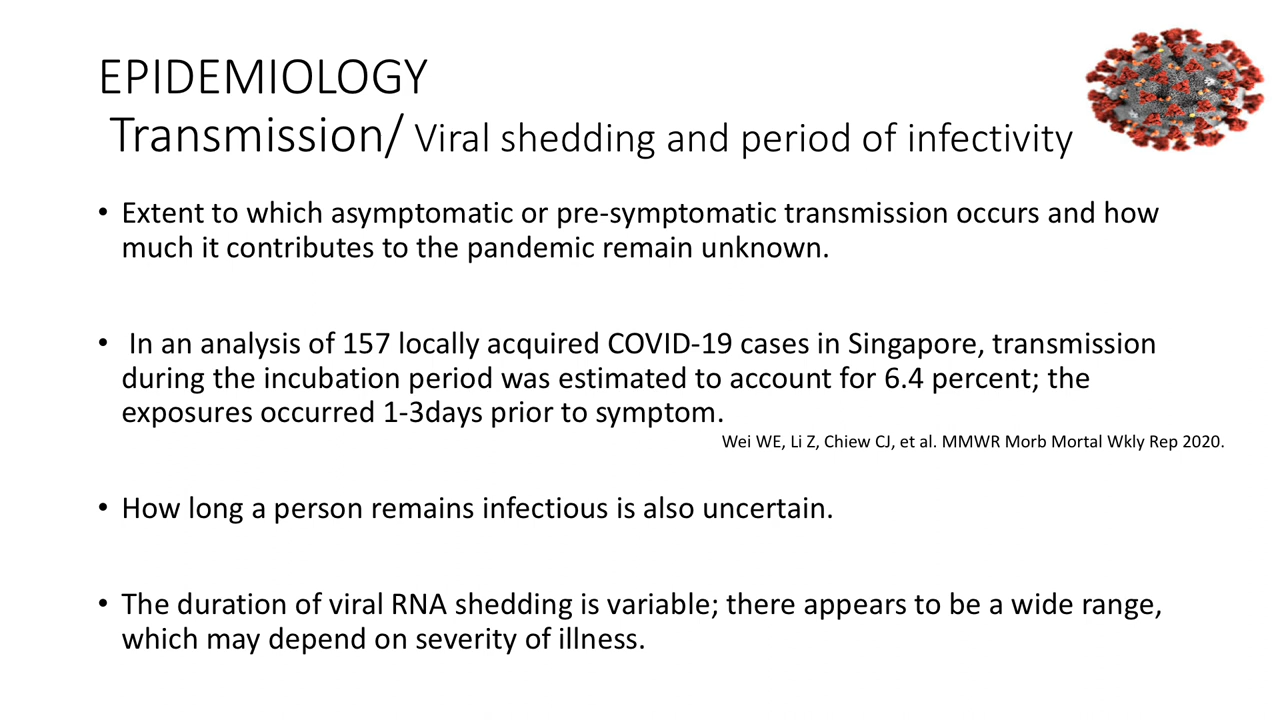 EPIDEMIOLOGY
Transmission/ Viral shedding and period of infectivity
• Extent to which asymptomatic or pre-symptomatic transmission occurs and how
much it contributes to the pandemic remain unknown.
• In an analysis of 157 locally acquired COVID-19 cases in Singapore, transmission
during the incubation period was estimated to account for 6.4 percent; the
exposures occurred 1-3days prior to symptom.
Wei WE, Li Z, Chiew CJ, et al. MMWR Morb Mortal Wkly Rep 2020.
• How long a person remains infectious is also uncertain.
• The duration of viral RNA shedding is variable; there appears to be a wide range,
which may depend on severity of illness.